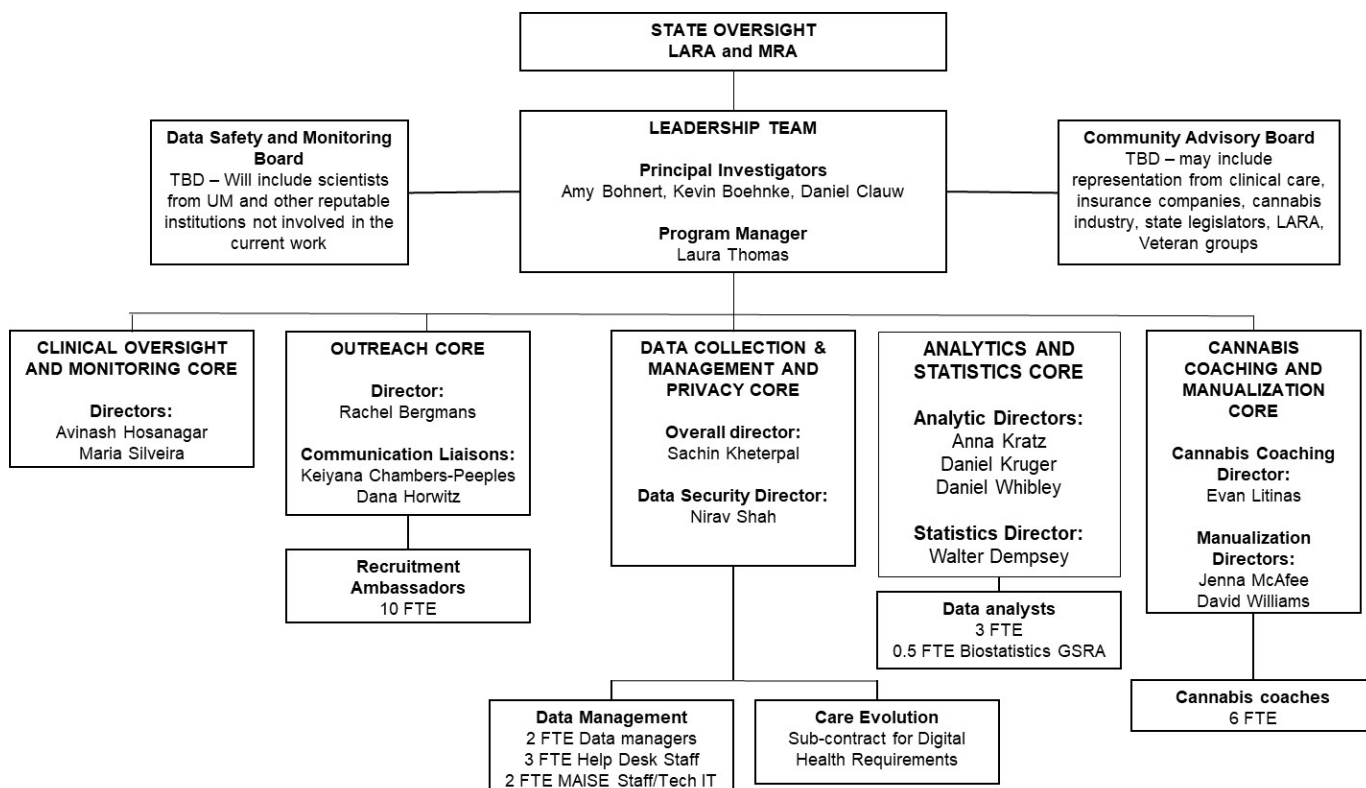 STATE OVERSIGHT
LARA and MRA
Data Safety and Monitoring
Board
TBD – Will include scientists
from UM and other reputable
institutions not involved in the
current work
LEADERSHIP TEAM
Principal Investigators
Amy Bohnert, Kevin Boehnke, Daniel Clauw
Program Manager
Laura Thomas
Community Advisory Board
TBD – may include
representation from clinical care,
insurance companies, cannabis
industry, state legislators, LARA,
Veteran groups
CLINICAL OVERSIGHT
AND MONITORING CORE
Directors:
Avinash Hosanagar
Maria Silveira
OUTREACH CORE
Director:
Rachel Bergmans
Communication Liaisons:
Keiyana Chambers-Peeples
Dana Horwitz
Recruitment
Ambassadors
10 FTE
DATA COLLECTION &
MANAGEMENT AND
PRIVACY CORE
Overall director:
Sachin Kheterpal
Data Security Director:
Nirav Shah
Data Management
2 FTE Data managers
3 FTE Help Desk Staff
2 FTE MAISE Staff/Tech IT
Care Evolution
Sub-contract for Digital
Health Requirements
ANALYTICS AND
STATISTICS CORE
Analytic Directors:
Anna Kratz
Daniel Kruger
Daniel Whibley
Statistics Director:
Walter Dempsey
Data analysts
3 FTE
0.5 FTE Biostatistics GSRA
CANNABIS
COACHING AND
MANUALIZATION
CORE
Cannabis Coaching
Director:
Evan Litinas
Manualization
Directors:
Jenna McAfee
David Williams
Cannabis coaches
6 FTE